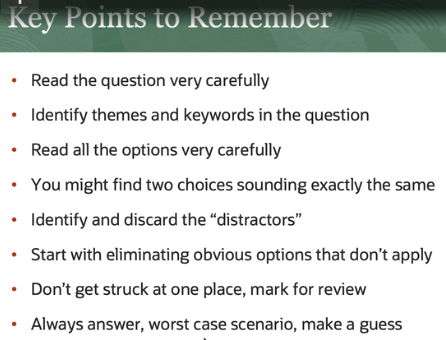 Key Points to Remember
• Read the question very carefully
• Identify themes and keywords in the question
• Read all the options very carefully
• You might find two choices sounding exactly the same
• Identify and discard the “distractors”
• Start with eliminating obvious options that don’t apply
• Don’t get struck at one place, mark for review
• Always answer, worst case scenario, make a guess